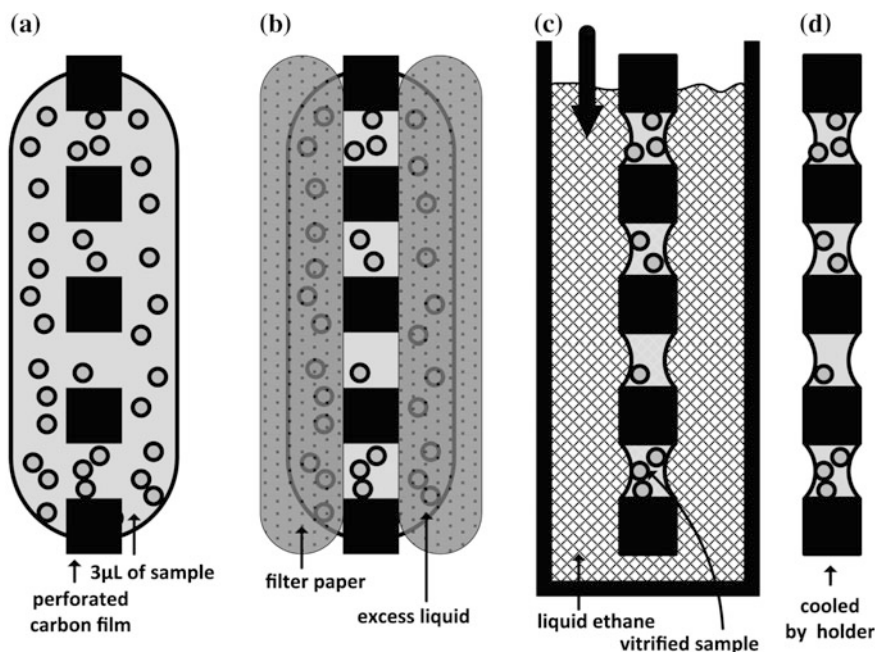 (a)
(b)
(c)
(d)
3µL of sample
perforated
carbon film
filter paper
excess liquid
liquid ethane
vitrified sample
cooled
by holder